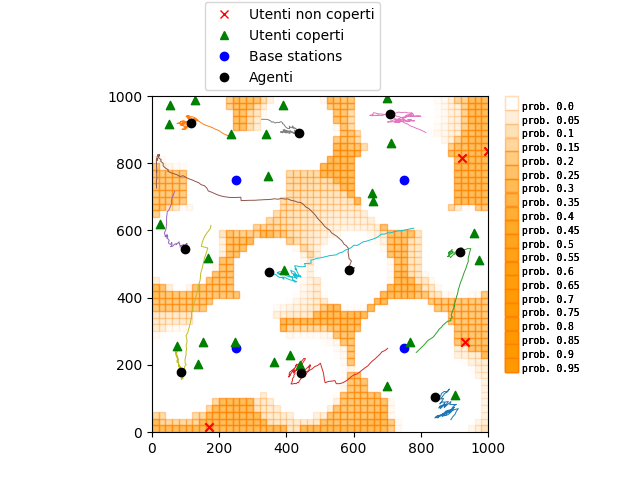 Utenti non coperti
Utenti coperti
Base stations
Agenti
1000
800
600
400
200
0
0 200 400 600 800 1000
prob. 0.0
prob. 0.05
prob. 0.1
prob. 0.15
prob. 0.2
prob. 0.25
prob. 0.3
prob. 0.35
prob. 0.4
prob. 0.45
prob. 0.5
prob. 0.55
prob. 0.6
prob. 0.65
prob. 0.7
prob. 0.75
prob. 0.8
prob. 0.85
prob. 0.9
prob. 0.95